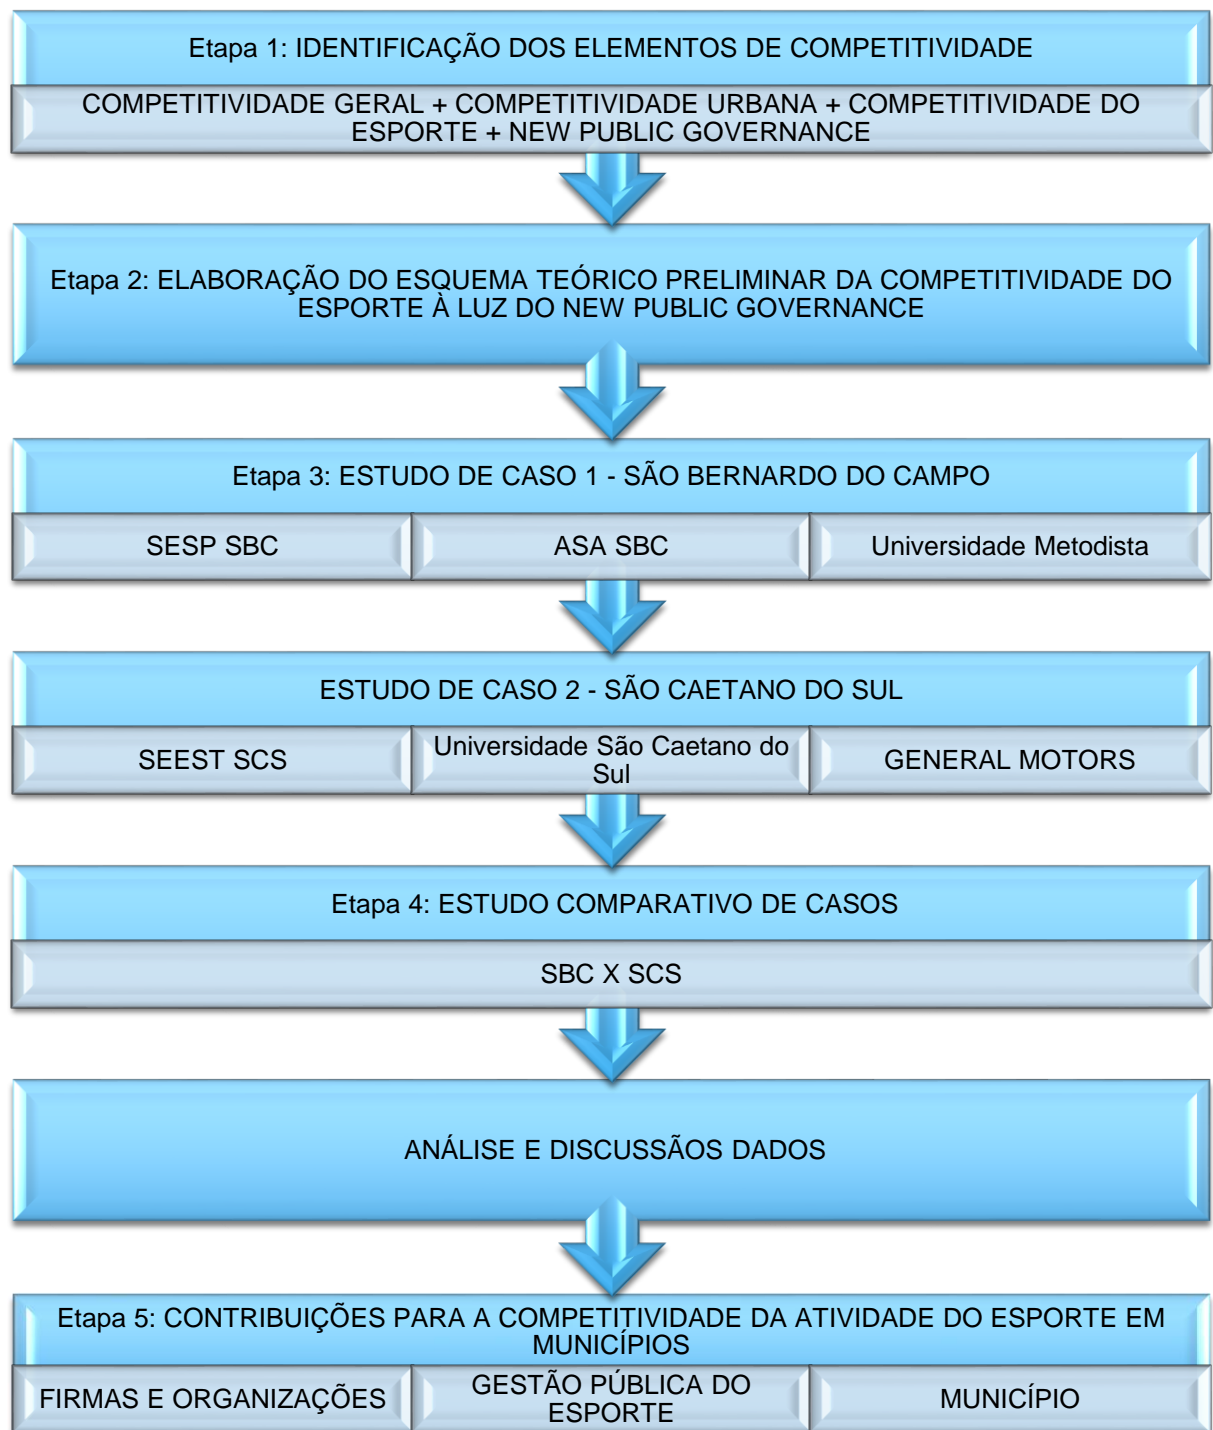 Etapa 1: IDENTIFICAÇÃO DOS ELEMENTOS DE COMPETITIVIDADE
COMPETITIVIDADE GERAL + COMPETITIVIDADE URBANA + COMPETITIVIDADE DO
ESPORTE + NEW PUBLIC GOVERNANCE
Etapa 2: ELABORAÇÃO DO ESQUEMA TEÓRICO PRELIMINAR DA COMPETITIVIDADE DO
ESPORTE À LUZ DO NEW PUBLIC GOVERNANCE
Etapa 3: ESTUDO DE CASO 1 - SÃO BERNARDO DO CAMPO
SESP SBC
ASA SBC
Universidade Metodista
ESTUDO DE CASO 2 - SÃO CAETANO DO SUL
SEEST SCS
Universidade São Caetano do
Sul
GENERAL MOTORS
Etapa 4: ESTUDO COMPARATIVO DE CASOS
SBC X SCS
ANÁLISE E DISCUSSÃOS DADOS
Etapa 5: CONTRIBUIÇÕES PARA A COMPETITIVIDADE DA ATIVIDADE DO ESPORTE EM
MUNICÍPIOS
FIRMAS E ORGANIZAÇÕES
GESTÃO PÚBLICA DO
ESPORTE
MUNICÍPIO